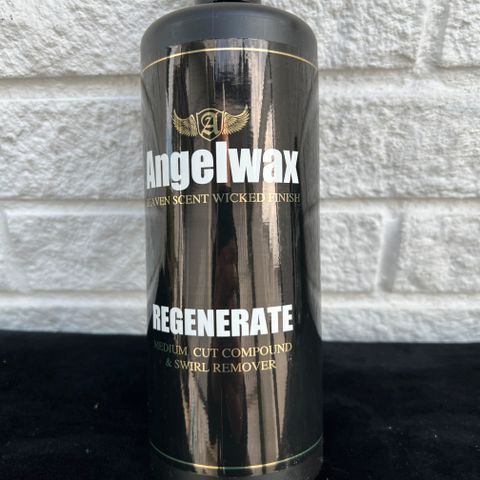 A
Angelwax
HEAVEN SCENT WICKED FINISH
REGENERATE
MEDIUM CUT COMPOUND
& SWIRL REMOVER